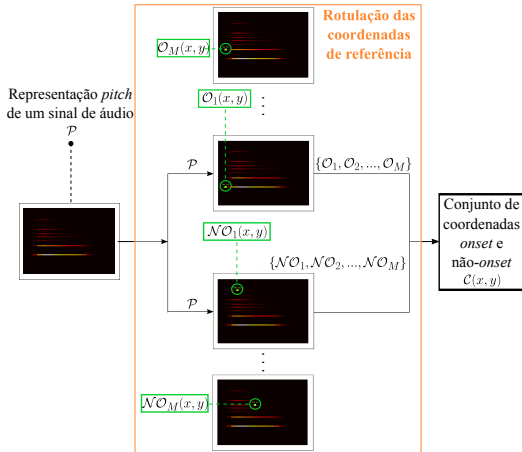 Rotulação das
coordenadas
de referência
𝒪_M(x, y)
Representação pitch
de um sinal de áudio
𝒫
𝒪_1(x, y)
𝒫
{𝒪_1, 𝒪_2, ..., 𝒪_M}
𝒩𝒪_1(x, y)
{𝒩𝒪_1, 𝒩𝒪_2, ..., 𝒩𝒪_M}
𝒫
Conjunto de
coordenadas
onset e
não-onset
𝒞(x, y)
𝒩𝒪_M(x, y)